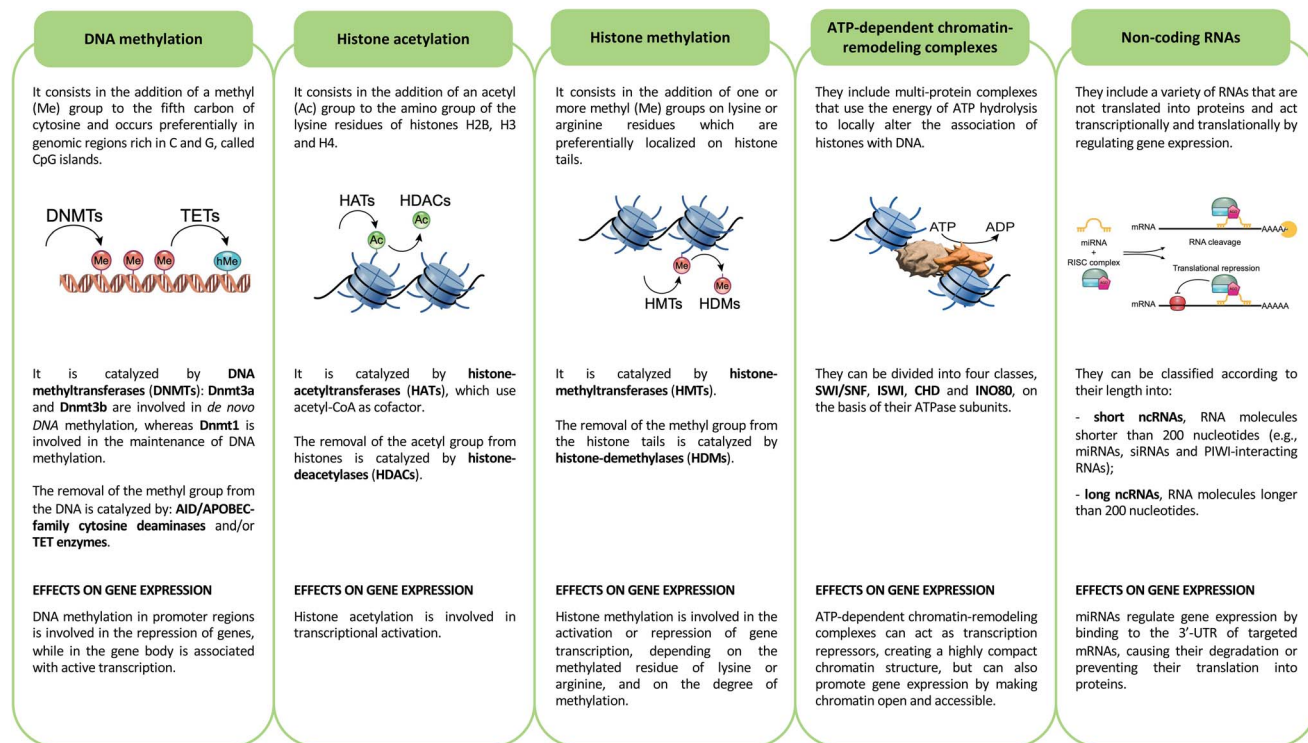 DNA methylation
It consists in the addition of a methyl
(Me) group to the fifth carbon of
cytosine and occurs preferentially in
genomic regions rich in C and G, called
CpG islands.
DNMTs
TETs
Me
Me
Me
hMe
It is catalyzed by DNA
methyltransferases (DNMTs): Dnmt3a
and Dnmt3b are involved in de novo
DNA methylation, whereas Dnmt1 is
involved in the maintenance of DNA
methylation.
The removal of the methyl group from
the DNA is catalyzed by: AID/APOBEC-
family cytosine deaminases and/or
TET enzymes.
EFFECTS ON GENE EXPRESSION
DNA methylation in promoter regions
is involved in the repression of genes,
while in the gene body is associated
with active transcription.
Histone acetylation
It consists in the addition of an acetyl
(Ac) group to the amino group of the
lysine residues of histones H2B, H3
and H4.
HATs
HDACs
Ac
Ac
It is catalyzed by histone-
acetyltransferases (HATs), which use
acetyl-CoA as cofactor.
The removal of the acetyl group from
histones is catalyzed by histone-
deacetylases (HDACs).
EFFECTS ON GENE EXPRESSION
Histone acetylation is involved in
transcriptional activation.
Histone methylation
It consists in the addition of one or
more methyl (Me) groups on lysine or
arginine residues which are
preferentially localized on histone
tails.
Me
Me
HMTs
HDMs
It is catalyzed by histone-
methyltransferases (HMTs).
The removal of the methyl group from
the histone tails is catalyzed by
histone-demethylases (HDMs).
EFFECTS ON GENE EXPRESSION
Histone methylation is involved in the
activation or repression of gene
transcription, depending on the
methylated residue of lysine or
arginine, and on the degree of
methylation.
ATP-dependent chromatin-
remodeling complexes
They include multi-protein complexes
that use the energy of ATP hydrolysis
to locally alter the association of
histones with DNA.
ATP
ADP
They can be divided into four classes,
SWI/SNF, ISWI, CHD and INO80, on
the basis of their ATPase subunits.
EFFECTS ON GENE EXPRESSION
ATP-dependent chromatin-remodeling
complexes can act as transcription
repressors, creating a highly compact
chromatin structure, but can also
promote gene expression by making
chromatin open and accessible.
Non-coding RNAs
They include a variety of RNAs that are
not translated into proteins and act
transcriptionally and translationally by
regulating gene expression.
miRNA
+
RISC complex
mRNA
AAAAA
RNA cleavage
Translational repression
mRNA
AAAAA
They can be classified according to
their length into:
- short ncRNAs, RNA molecules
shorter than 200 nucleotides (e.g.,
miRNAs, siRNAs and PIWI-interacting
RNAs);
- long ncRNAs, RNA molecules longer
than 200 nucleotides.
EFFECTS ON GENE EXPRESSION
miRNAs regulate gene expression by
binding to the 3’-UTR of targeted
mRNAs, causing their degradation or
preventing their translation into
proteins.